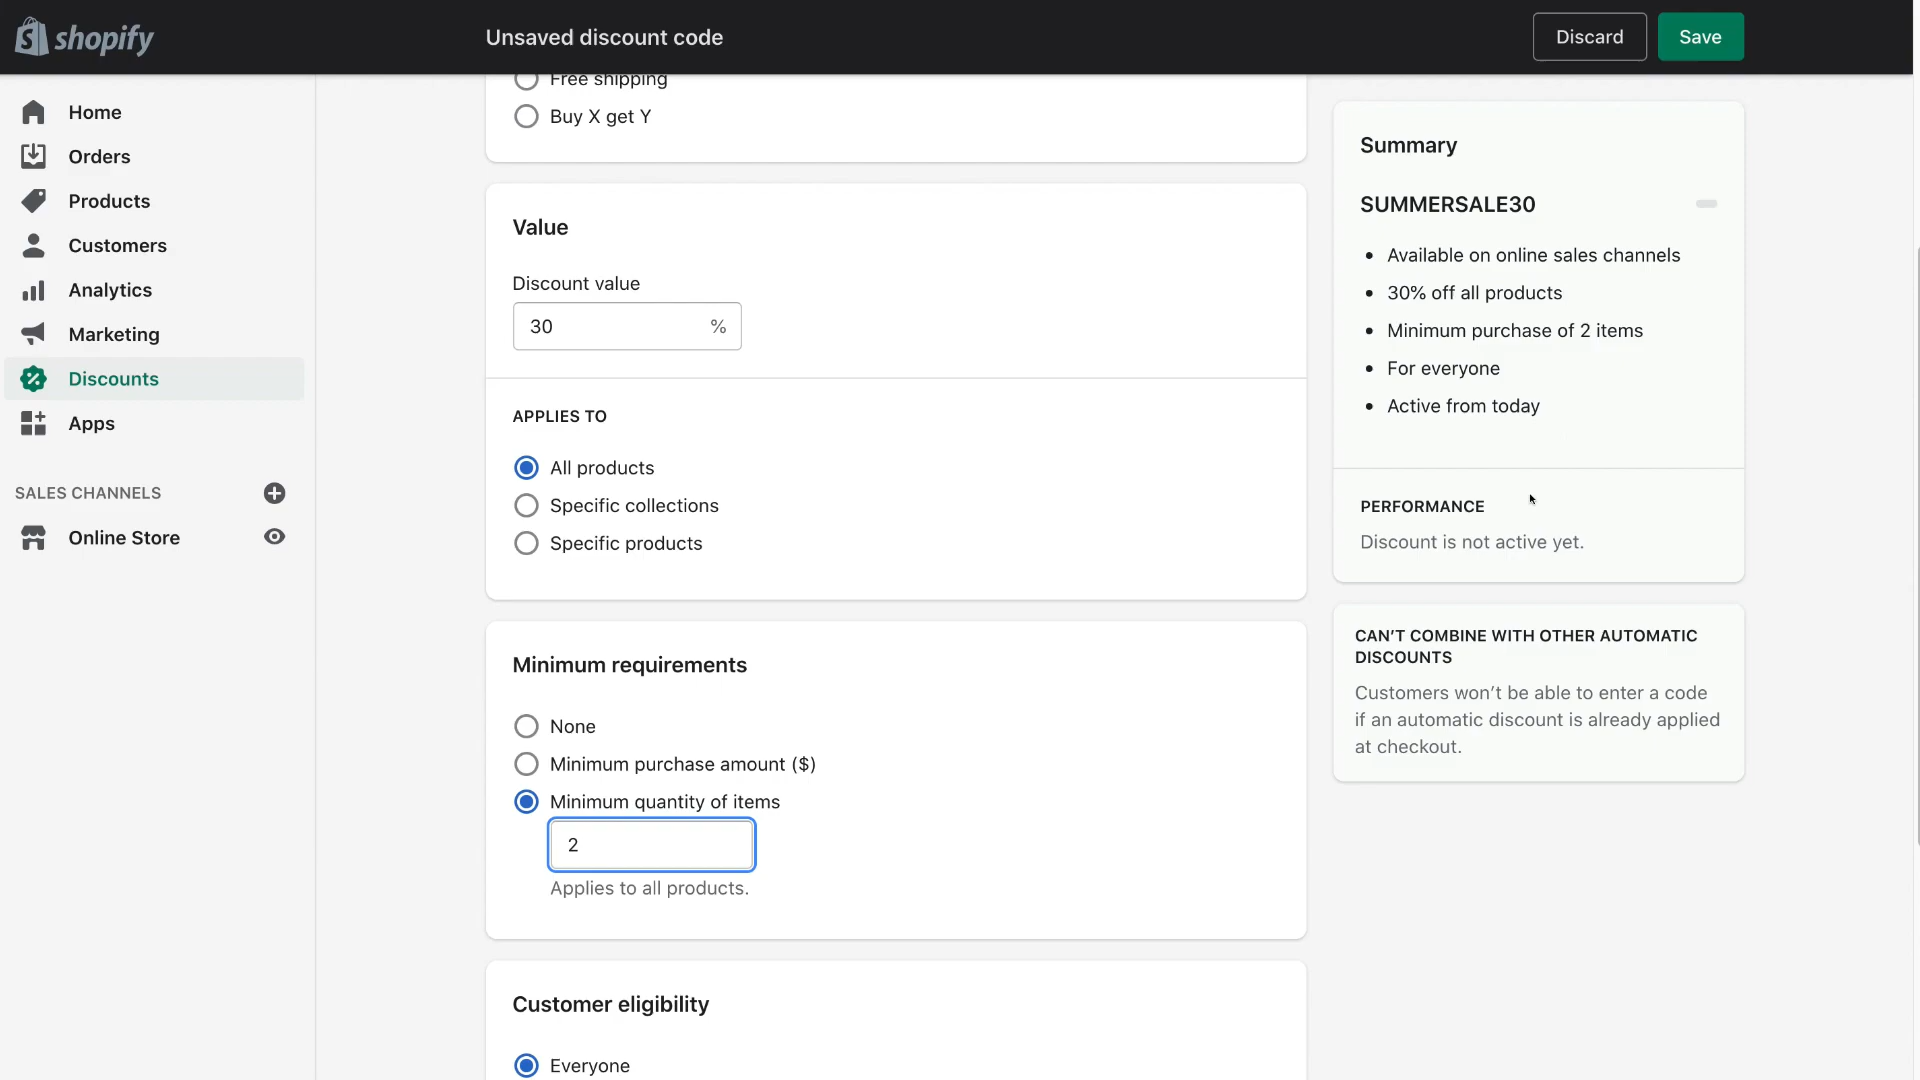 shopify
Unsaved discount code
Discard
Save
Home
Orders
Products
Customers
Analytics
Marketing
Discounts
Apps
SALES CHANNELS
Online Store
Free shipping
Buy X get Y
Value
Discount value
30 %
APPLIES TO
All products
Specific collections
Specific products
Minimum requirements
None
Minimum purchase amount ($)
Minimum quantity of items
2
Applies to all products.
Customer eligibility
Everyone
Summary
SUMMERSALE30
• Available on online sales channels
• 30% off all products
• Minimum purchase of 2 items
• For everyone
• Active from today
PERFORMANCE
Discount is not active yet.
CAN’T COMBINE WITH OTHER AUTOMATIC
DISCOUNTS
Customers won’t be able to enter a code
if an automatic discount is already applied
at checkout.